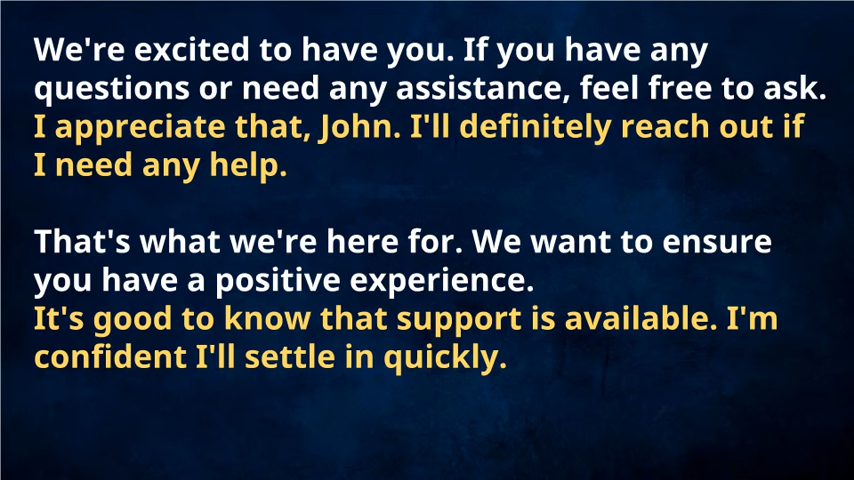 We're excited to have you. If you have any
questions or need any assistance, feel free to ask.
I appreciate that, John. I'll definitely reach out if
I need any help.
That's what we're here for. We want to ensure
you have a positive experience.
It's good to know that support is available. I'm
confident I'll settle in quickly.